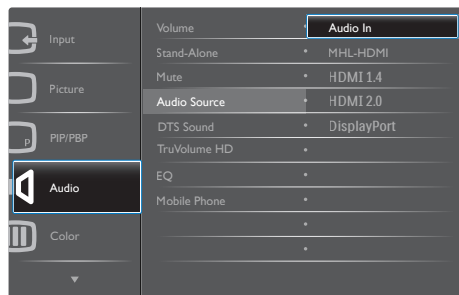 Input
Picture
P
PIP/PBP
Audio
Color
Volume
Stand-Alone
Mute
Audio Source
DTS Sound
TruVolume HD
EQ
Mobile Phone
Audio In
MHL-HDMI
HDMI 1.4
HDMI 2.0
DisplayPort